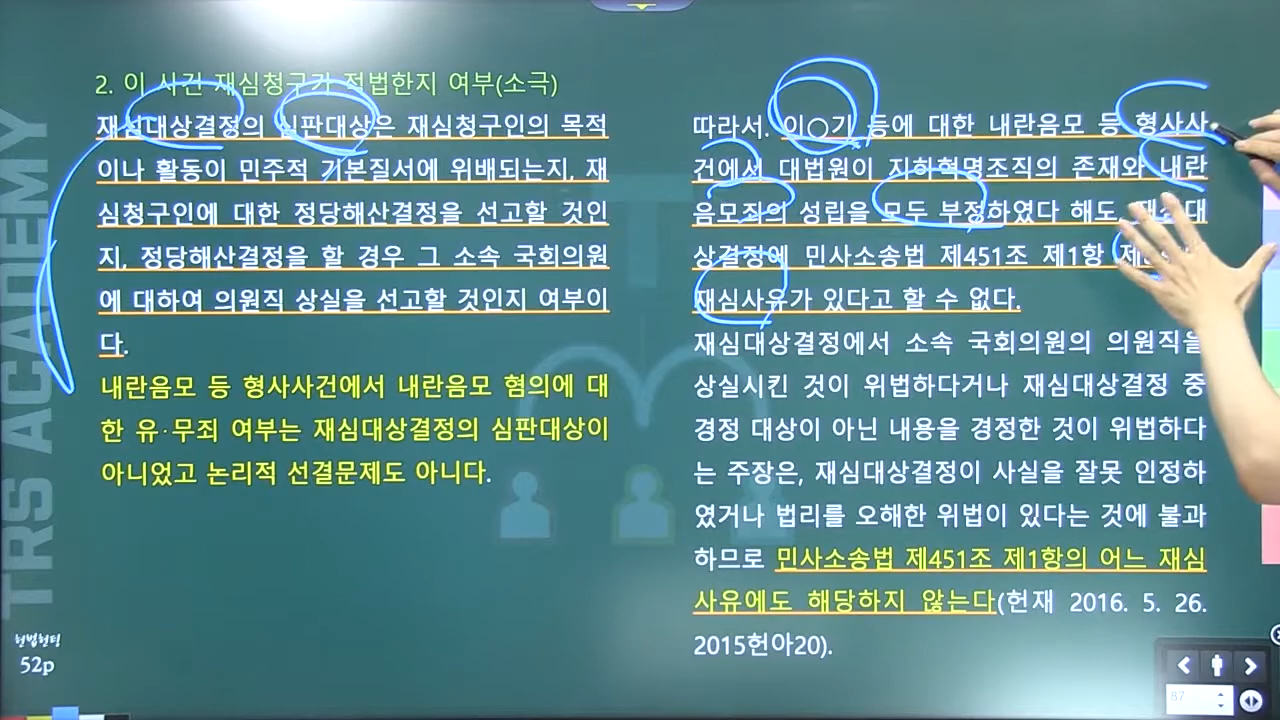 2. 이 사건 재심청구가 적법한지 여부(소극)
재심대상결정의 심판대상은 재심청구인의 목적
이나 활동이 민주적 기본질서에 위배되는지, 재
심청구인에 대한 정당해산결정을 선고할 것인
지, 정당해산결정을 할 경우 그 소속 국회의원
에 대하여 의원직 상실을 선고할 것인지 여부이
다.
내란음모 등 형사사건에서 내란음모 혐의에 대
한 유·무죄 여부는 재심대상결정의 심판대상이
아니었고 논리적 선결문제도 아니다.
따라서. 이○기 등에 대한 내란음모 등 형사사
건에서 대법원이 지하혁명조직의 존재와 내란
음모죄의 성립을 모두 부정하였다 해도, 재심대
상결정에 민사소송법 제451조 제1항
재심사유가 있다고 할 수 없다.
재심대상결정에서 소속 국회의원의 의원직을
상실시킨 것이 위법하다거나 재심대상결정 중
경정 대상이 아닌 내용을 경정한 것이 위법하다
는 주장은, 재심대상결정이 사실을 잘못 인정하
였거나 법리를 오해한 위법이 있다는 것에 불과
하므로 민사소송법 제451조 제1항의 어느 재심
사유에도 해당하지 않는다(헌재 2016. 5. 26.
2015헌아20).
TRS ACADEMY
헌법헌팅
52p
87